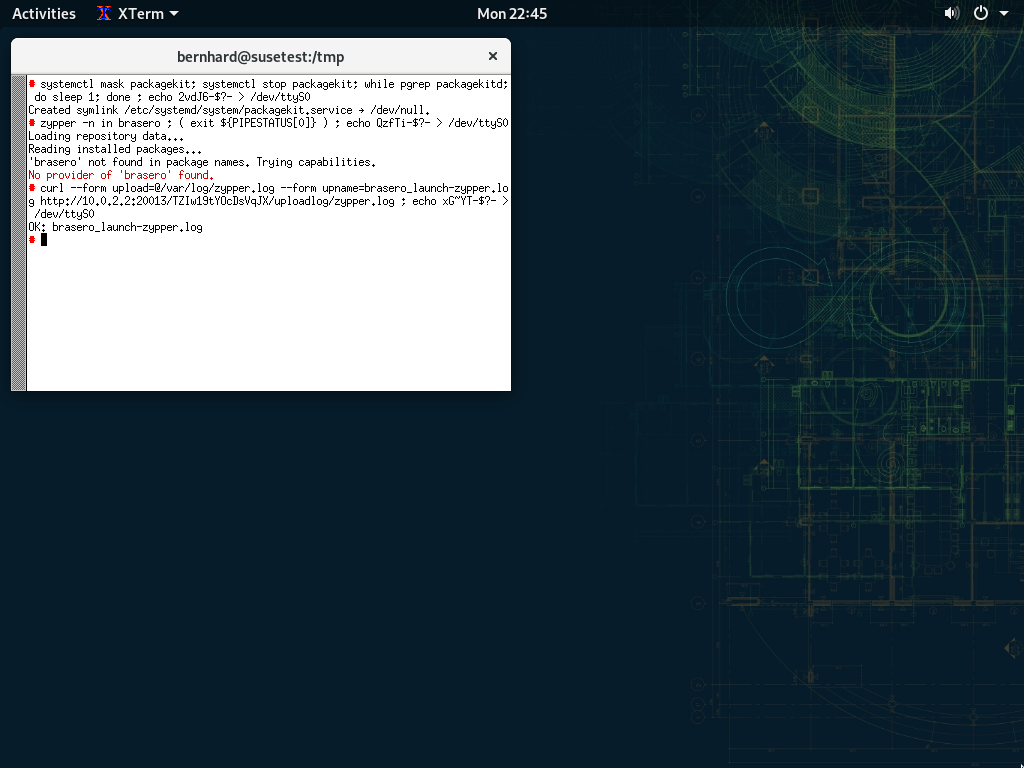 Activities XTerm Mon 22:45
bernhard@susetest:/tmp
# systemctl mask packagekit; systemctl stop packagekit; while pgrep packagekitd;
 do sleep 1; done ; echo 2vdJ6-$?- > /dev/ttyS0
Created symlink /etc/systemd/system/packagekit.service → /dev/null.
# zypper -n in brasero ; ( exit ${PIPESTATUS[0]} ) ; echo QzfTi-$?- > /dev/ttyS0
Loading repository data...
Reading installed packages...
'brasero' not found in package names. Trying capabilities.
No provider of 'brasero' found.
# curl --form upload=@/var/log/zypper.log --form upname=brasero_launch-zypper.lo
g http://10.0.2.2:20013/TZIw19tYOcDsVqJX/uploadlog/zypper.log ; echo xG~YT-$?- >
 /dev/ttyS0
OK: brasero_launch-zypper.log
#